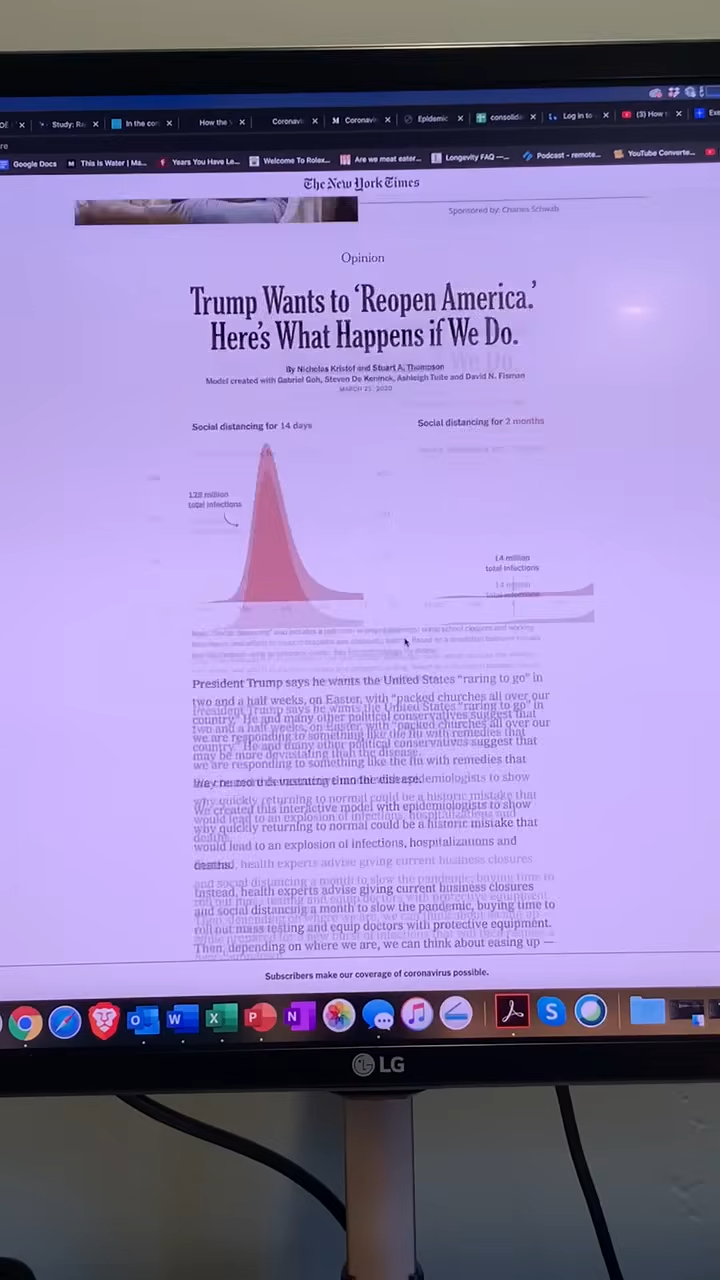 Study: Ra
In the cor
How the
Coronavi
M Coronavi
Epidemic
consolid
Log in to
(3) How
Exe
re
Google Docs
M This Is Water | Ma...
Years You Have Le...
Welcome To Rolex...
Are we meat eater...
Longevity FAQ —...
Podcast - remote...
YouTube Converte...
The New York Times
Sponsored by: Charles Schwab
Opinion
Trump Wants to ‘Reopen America.’
Here’s What Happens if We Do.
By Nicholas Kristof and Stuart A. Thompson
Model created with Gabriel Goh, Steven De Keninck, Ashleigh Tuite and David N. Fisman
MARCH 25, 2020
Social distancing for 14 days
Social distancing for 2 months
128 million
total infections
14 million
total infections
President Trump says he wants the United States “raring to go” in
two and a half weeks, on Easter, with “packed churches all over our
country.” He and many other political conservatives suggest that
we are responding to something like the flu with remedies that
may be more devastating than the disease.
We created this interactive model with epidemiologists to show
why quickly returning to normal could be a historic mistake that
would lead to an explosion of infections, hospitalizations and
deaths.
Instead, health experts advise giving current business closures
and social distancing a month to slow the pandemic, buying time to
roll out mass testing and equip doctors with protective equipment.
Then, depending on where we are, we can think about easing up —
Subscribers make our coverage of coronavirus possible.
O W X P N S
LG